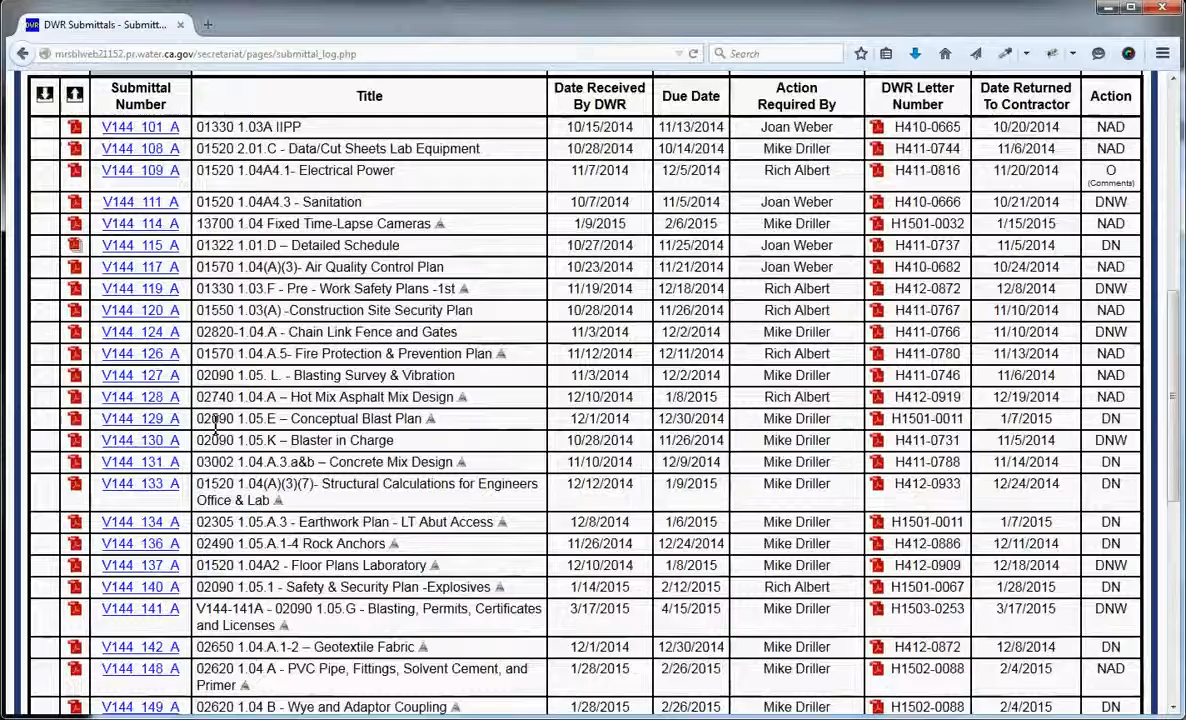 DWR
DWR Submittals - Submitt...
mrsblweb21152.pr.water.ca.gov/secretariat/pages/submittal_log.php
Search
Submittal Number Title Date Received By DWR Due Date Action Required By DWR Letter Number Date Returned To Contractor Action
V144_101_A 01330 1.03A IIPP 10/15/2014 11/13/2014 Joan Weber H410-0665 10/20/2014 NAD
V144_108_A 01520 2.01.C - Data/Cut Sheets Lab Equipment 10/28/2014 10/14/2014 Mike Driller H411-0744 11/6/2014 NAD
V144_109_A 01520 1.04A4.1- Electrical Power 11/7/2014 12/5/2014 Rich Albert H411-0816 11/20/2014 O
(Comments)
V144_111_A 01520 1.04A4.3 - Sanitation 10/7/2014 11/5/2014 Mike Driller H410-0666 10/21/2014 DNW
V144_114_A 13700 1.04 Fixed Time-Lapse Cameras 1/9/2015 2/6/2015 Mike Driller H1501-0032 1/15/2015 NAD
V144_115_A 01322 1.01.D – Detailed Schedule 10/27/2014 11/25/2014 Joan Weber H411-0737 11/5/2014 DN
V144_117_A 01570 1.04(A)(3)- Air Quality Control Plan 10/23/2014 11/21/2014 Joan Weber H410-0682 10/24/2014 NAD
V144_119_A 01330 1.03.F - Pre - Work Safety Plans -1st 11/19/2014 12/18/2014 Rich Albert H412-0872 12/8/2014 DNW
V144_120_A 01550 1.03(A) -Construction Site Security Plan 10/28/2014 11/26/2014 Rich Albert H411-0767 11/10/2014 NAD
V144_124_A 02820-1.04.A - Chain Link Fence and Gates 11/3/2014 12/2/2014 Mike Driller H411-0766 11/10/2014 DNW
V144_126_A 01570 1.04.A.5- Fire Protection & Prevention Plan 11/12/2014 12/11/2014 Rich Albert H411-0780 11/13/2014 NAD
V144_127_A 02090 1.05. L. - Blasting Survey & Vibration 11/3/2014 12/2/2014 Mike Driller H411-0746 11/6/2014 NAD
V144_128_A 02740 1.04.A – Hot Mix Asphalt Mix Design 12/10/2014 1/8/2015 Mike Driller H412-0919 12/19/2014 NAD
V144_129_A 02090 1.05.E – Conceptual Blast Plan 12/1/2014 12/30/2014 Mike Driller H1501-0011 1/7/2015 DN
V144_130_A 02090 1.05.K – Blaster in Charge 10/28/2014 11/26/2014 Mike Driller H411-0731 11/5/2014 DNW
V144_131_A 03002 1.04.A.3.a&b – Concrete Mix Design 11/10/2014 12/9/2014 Mike Driller H411-0788 11/14/2014 DN
V144_133_A 01520 1.04(A)(3)(7)- Structural Calculations for Engineers 12/12/2014 1/9/2015 Mike Driller H412-0933 12/24/2014 DN
Office & Lab
V144_134_A 02305 1.05.A.3 - Earthwork Plan - LT Abut Access 12/8/2014 1/6/2015 Mike Driller H1501-0011 1/7/2015 DN
V144_136_A 02490 1.05.A.1-4 Rock Anchors 11/26/2014 12/24/2014 Mike Driller H412-0886 12/11/2014 DN
V144_137_A 01520 1.04A2 - Floor Plans Laboratory 12/10/2014 1/8/2015 Mike Driller H412-0909 12/18/2014 DNW
V144_140_A 02090 1.05.1 - Safety & Security Plan -Explosives 1/14/2015 2/12/2015 Rich Albert H1501-0067 1/28/2015 DN
V144_141_A V144-141A - 02090 1.05.G - Blasting, Permits, Certificates 3/17/2015 4/15/2015 Mike Driller H1503-0253 3/17/2015 DNW
and Licenses
V144_142_A 02650 1.04.A.1-2 – Geotextile Fabric 12/1/2014 12/30/2014 Mike Driller H412-0872 12/8/2014 DN
V144_148_A 02620 1.04 A - PVC Pipe, Fittings, Solvent Cement, and 1/28/2015 2/26/2015 Mike Driller H1502-0088 2/4/2015 NAD
Primer
V144_149_A 02620 1.04 B - Wye and Adaptor Coupling 1/28/2015 2/26/2015 Mike Driller H1502-0088 2/4/2015 DN